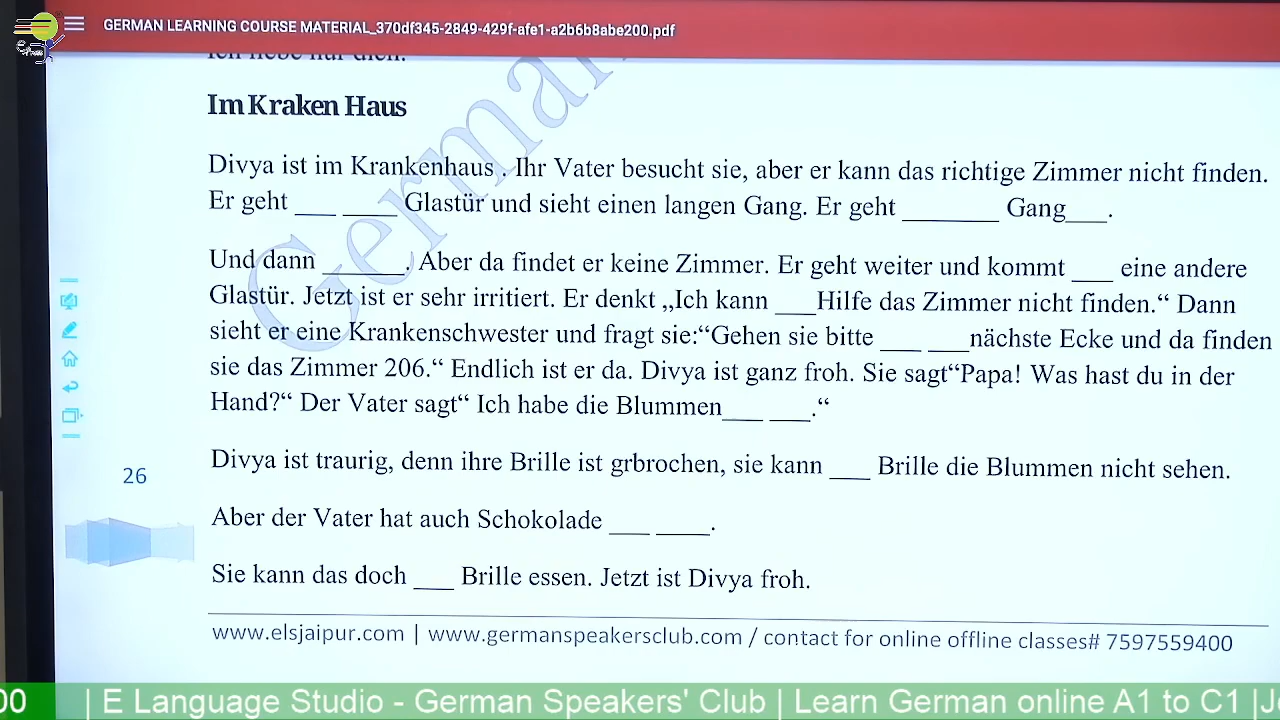 GERMAN LEARNING COURSE MATERIAL_370df345-2849-429f-afe1-a2b6b8abe200.pdf
Ich liebe nur dich.
Im Kraken Haus
Divya ist im Krankenhaus . Ihr Vater besucht sie, aber er kann das richtige Zimmer nicht finden.
Er geht ___ ____ Glastür und sieht einen langen Gang. Er geht _______ Gang___.
Und dann ______. Aber da findet er keine Zimmer. Er geht weiter und kommt ___ eine andere
Glastür. Jetzt ist er sehr irritiert. Er denkt „Ich kann ___Hilfe das Zimmer nicht finden.“ Dann
sieht er eine Krankenschwester und fragt sie:“Gehen sie bitte ___ ___nächste Ecke und da finden
sie das Zimmer 206.“ Endlich ist er da. Divya ist ganz froh. Sie sagt“Papa! Was hast du in der
Hand?“ Der Vater sagt“ Ich habe die Blummen___ ___.“
Divya ist traurig, denn ihre Brille ist grbrochen, sie kann ___ Brille die Blummen nicht sehen.
26
Aber der Vater hat auch Schokolade ___ ____.
Sie kann das doch ___ Brille essen. Jetzt ist Divya froh.
www.elsjaipur.com | www.germanspeakersclub.com / contact for online offline classes# 7597559400
00 | E Language Studio - German Speakers' Club | Learn German online A1 to C1 |